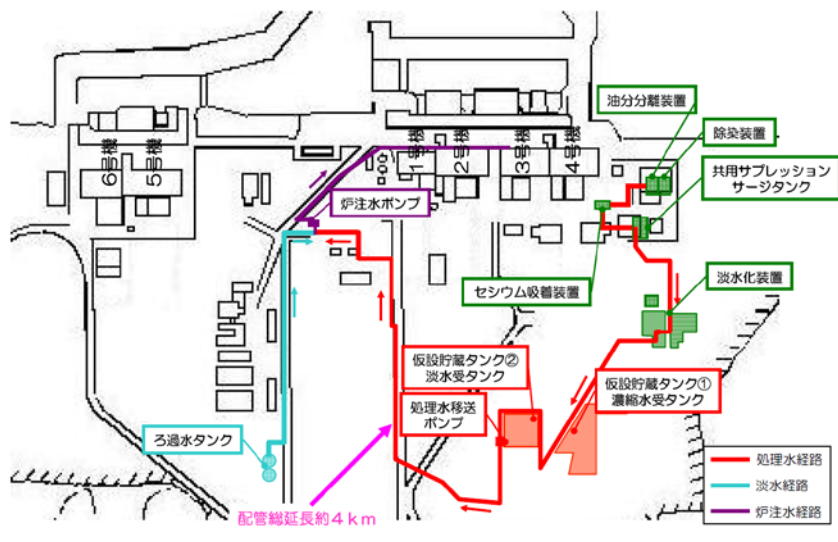 油分分離装置
除染装置
共用サプレッション
サージタンク
6号機
5号機
1号機
2号機
3号機
4号機
炉注水ポンプ
セシウム吸着装置
淡水化装置
仮設貯蔵タンク②
淡水受タンク
仮設貯蔵タンク①
濃縮水受タンク
処理水移送
ポンプ
ろ過水タンク
配管総延長約4km
処理水経路
淡水経路
炉注水経路